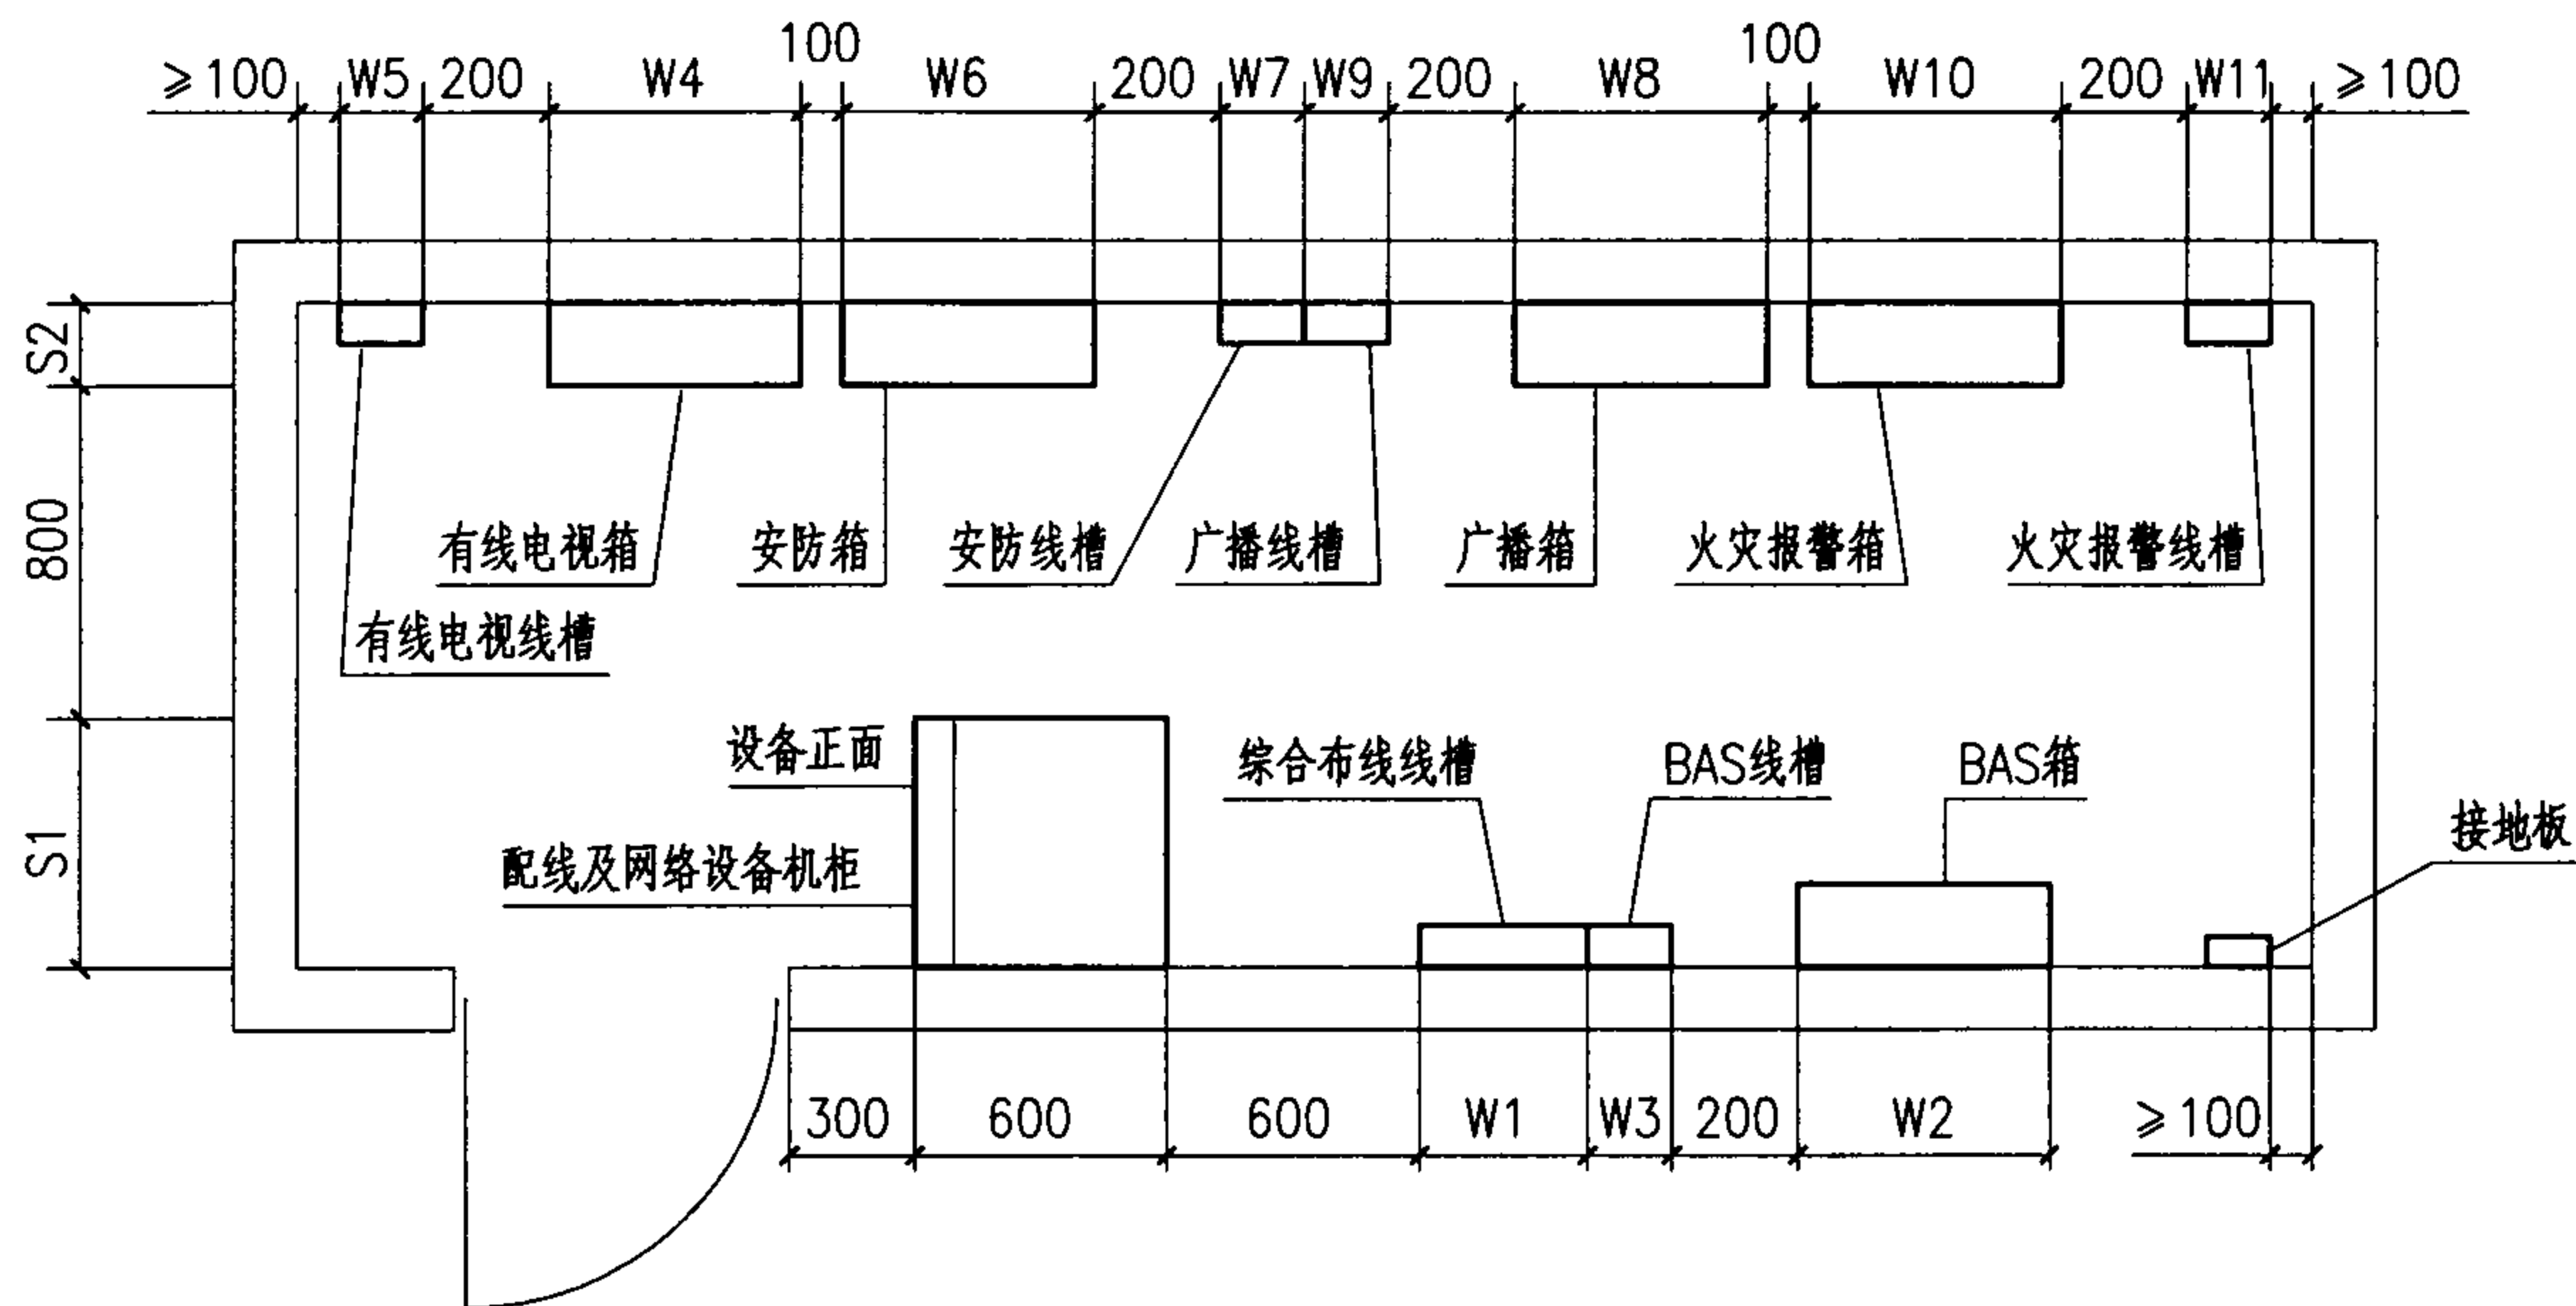 100 100
≥100 W5 200 W4 W6 200 W7 W9 200 W8 W10 200 W11 ≥100
S2
800
S1
有线电视箱 安防箱 安防线槽 广播线槽 广播箱 火灾报警箱 火灾报警线槽
有线电视线槽
设备正面 综合布线线槽 BAS线槽 BAS箱
接地板
配线及网络设备机柜
300 600 600 W1 W3 200 W2 ≥100